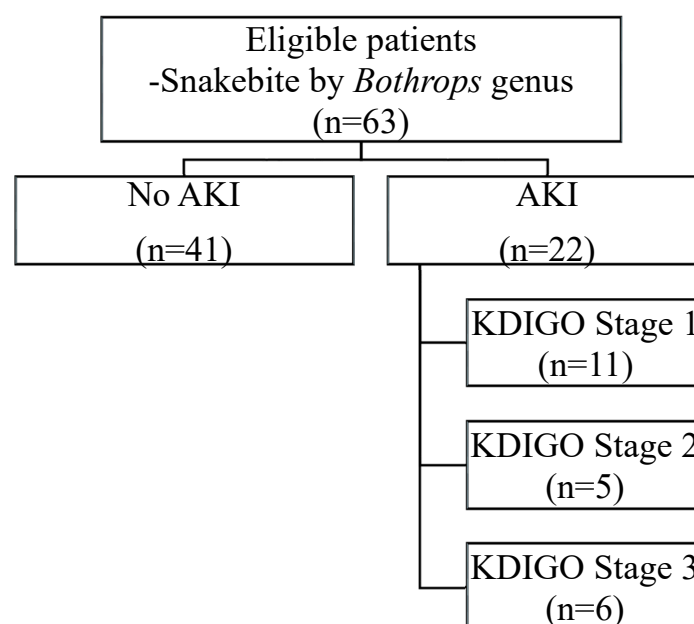 Eligible patients
-Snakebite by Bothrops genus
(n=63)
No AKI
(n=41)
AKI
(n=22)
KDIGO Stage 1
(n=11)
KDIGO Stage 2
(n=5)
KDIGO Stage 3
(n=6)